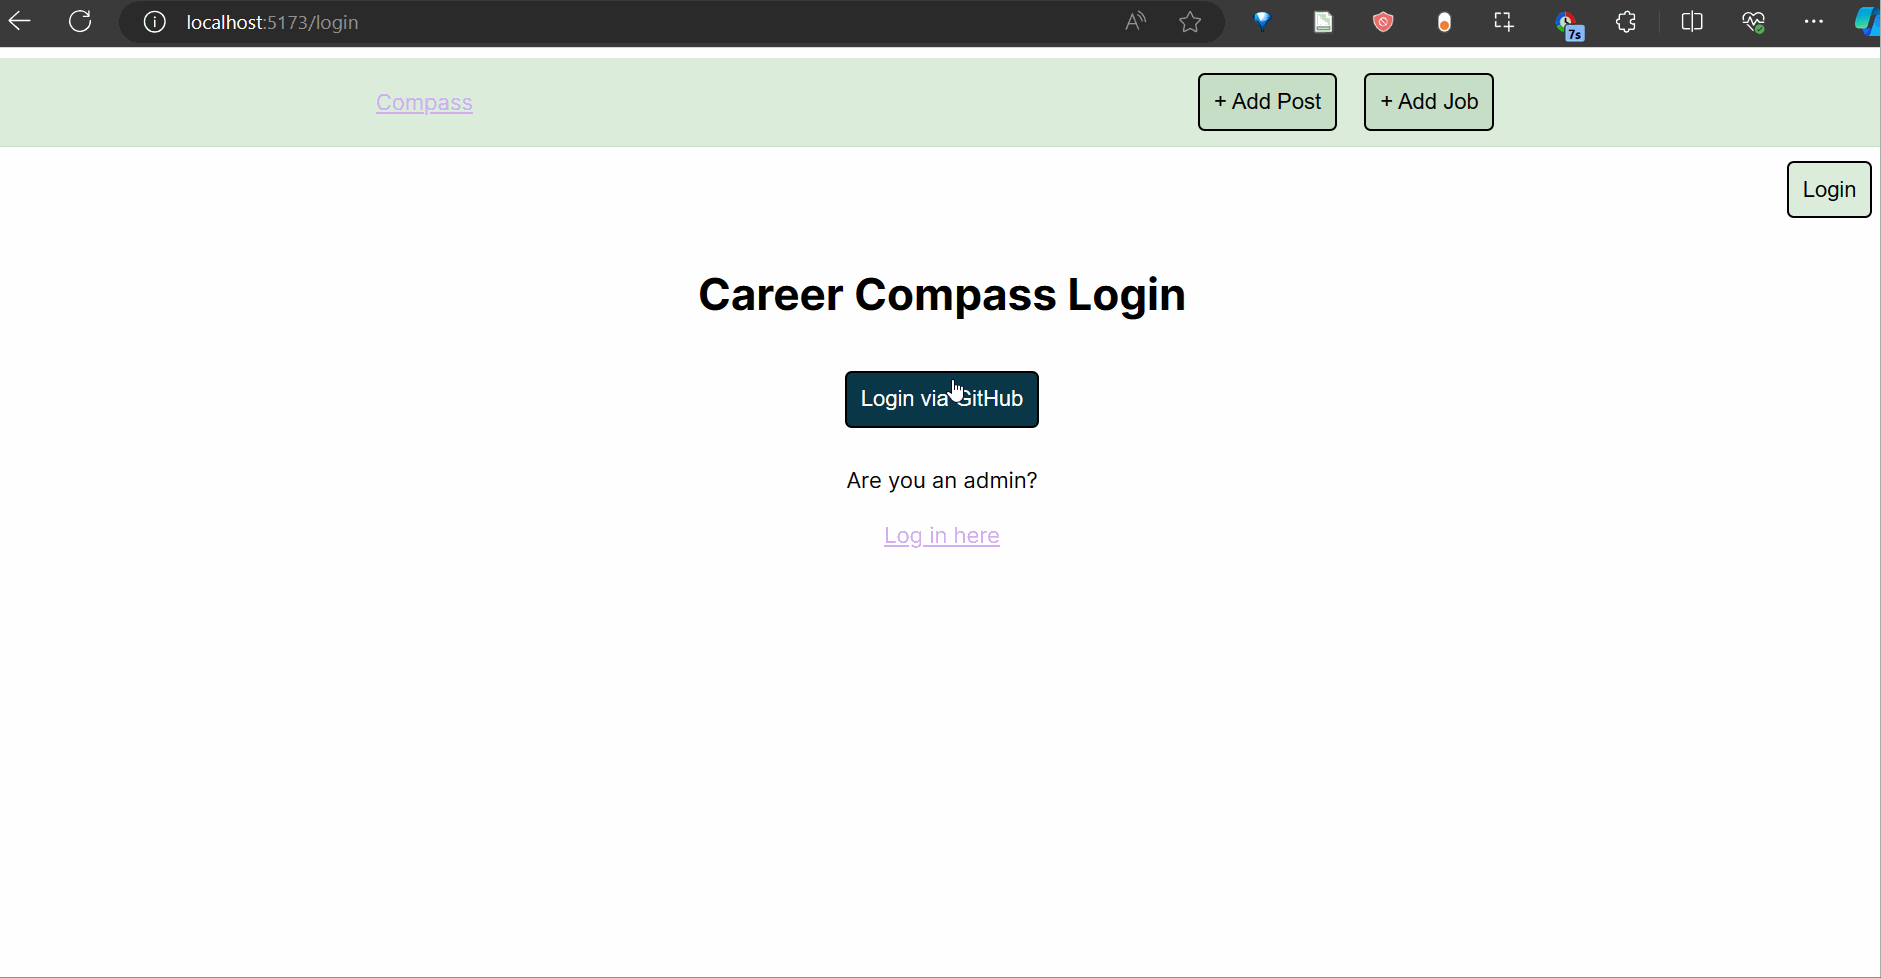 localhost:5173/login
7s
Compass
+ Add Post
+ Add Job
Login
Career Compass Login
Login via GitHub
Are you an admin?
Log in here